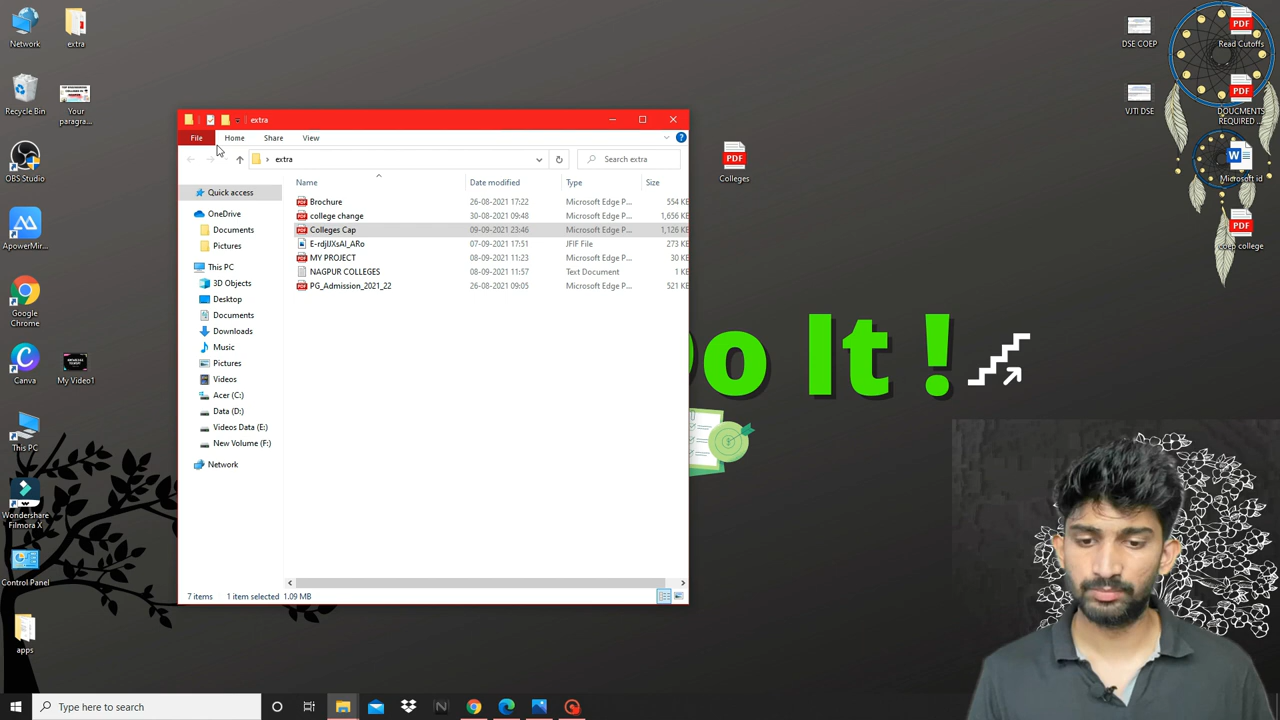 Network
extra
Recycle Bin
Your
paragra...
OBS Studio
ApowerMir...
Google
Chrome
Canva
My Video1
This PC
Wondershare
Filmora X
Control Panel
apps
extra
File
Home
Share
View
extra
Search extra
Name
Date modified
Type
Size
Brochure
26-08-2021 17:22
Microsoft Edge P...
554 KB
college change
30-08-2021 09:48
Microsoft Edge P...
1,656 KB
Colleges Cap
09-09-2021 23:46
Microsoft Edge P...
1,126 KB
07-09-2021 17:51
JFIF File
273 KB
MY PROJECT
08-09-2021 11:23
Microsoft Edge P...
30 KB
NAGPUR COLLEGES
08-09-2021 11:57
Text Document
1 KB
PG_Admission_2021_22
26-08-2021 09:05
Microsoft Edge P...
521 KB
Quick access
OneDrive
Documents
Pictures
This PC
3D Objects
Desktop
Documents
Downloads
Music
Pictures
Videos
Acer (C:)
Data (D:)
Videos Data (E:)
New Volume (F:)
Network
7 items
1 item selected 1.09 MB
PDF
Colleges
Do It !
DSE COEP
PDF
Read Cutoffs
VJTI DSE
PDF
DOUCMENTS
REQUIRED ...
Microsoft id
PDF
coep college
Type here to search